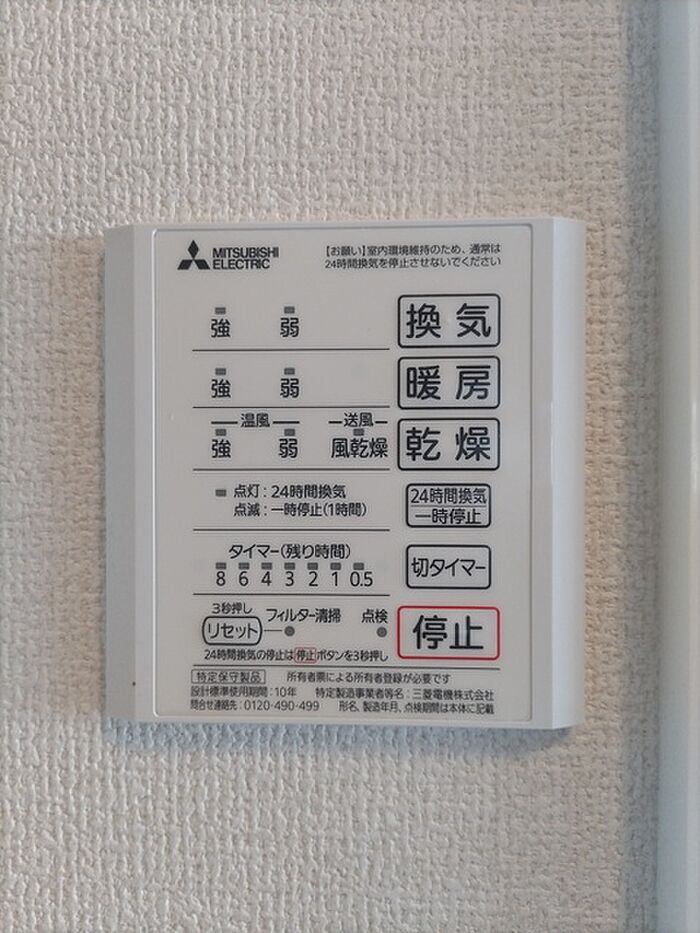 MITSUBISHI
ELECTRIC
【お願い】室内環境維持のため、通常は
24時間換気を停止させないでください
強 弱 換気
強 弱 暖房
温風 送風
強 弱 風乾燥 乾燥
点灯:24時間換気
点滅:一時停止(1時間)
24時間換気
一時停止
タイマー(残り時間)
8 6 4 3 2 1 0.5
切タイマー
3秒押し
リセット フィルター清掃 点検
停止
24時間換気の停止は停止ボタンを3秒押し
特定保守製品 所有者票による所有者登録が必要です
設計標準使用期間:10年 特定製造事業者等名:三菱電機株式会社
問合せ連絡先:0120-490-499 形名、製造年月、点検期間は本体に記載